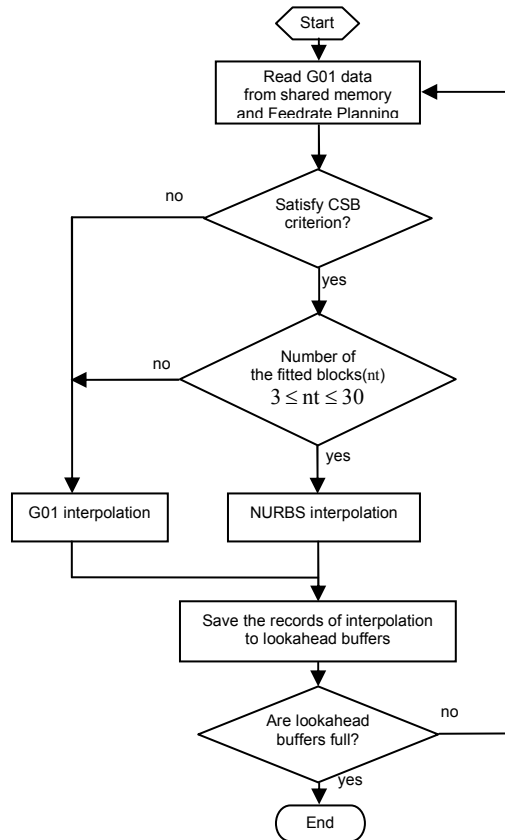 Start
Read G01 data
from shared memory
and Feedrate Planning
no
Satisfy CSB
criterion?
yes
no
Number of
the fitted blocks(nt)
3 ≤ nt ≤ 30
yes
G01 interpolation
NURBS interpolation
Save the records of interpolation
to lookahead buffers
Are lookahead
buffers full?
no
yes
End